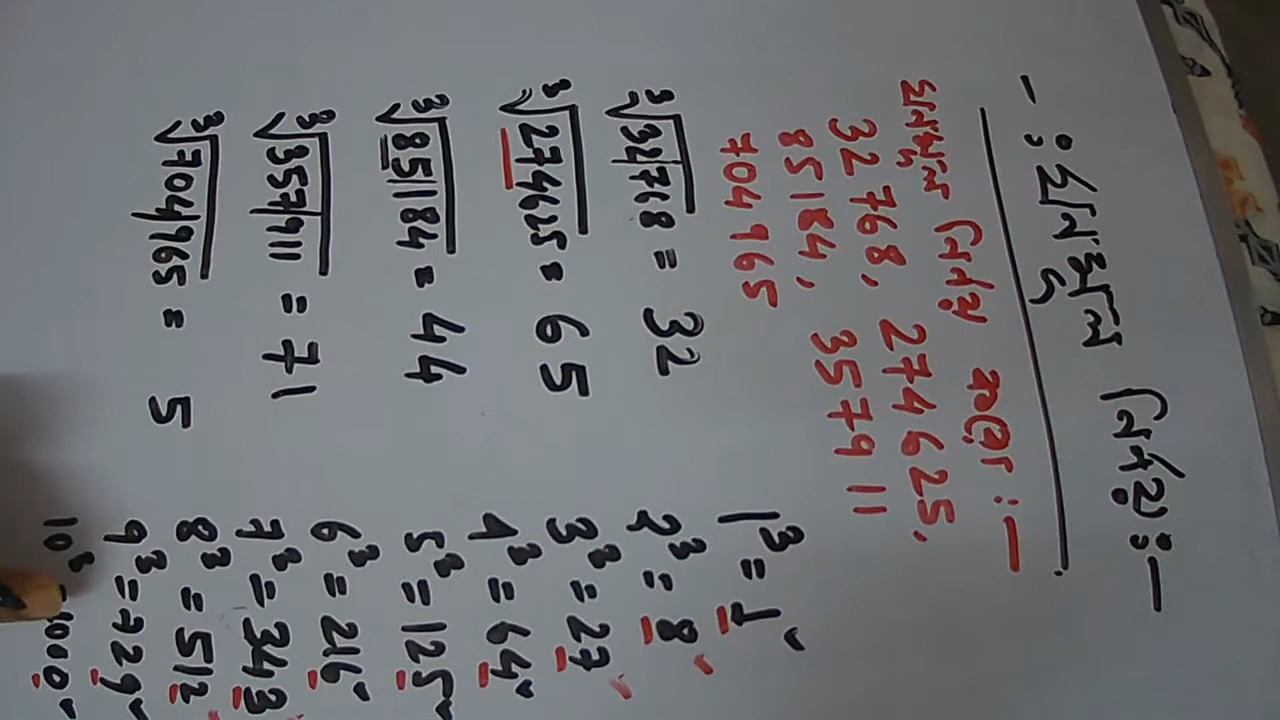 -: ঘনমূল নির্নয় :-
ঘনমূল নির্নয় করো :-
32768, 274625,
85184, 357911
704965
∛32768 = 32
∛274625 = 65
∛85184 = 44
∛357911 = 71
∛704965 = 5
1³ = 1
2³ = 8
3³ = 27
4³ = 64
5³ = 125
6³ = 216
7³ = 343
8³ = 512
9³ = 729
10³ = 1000